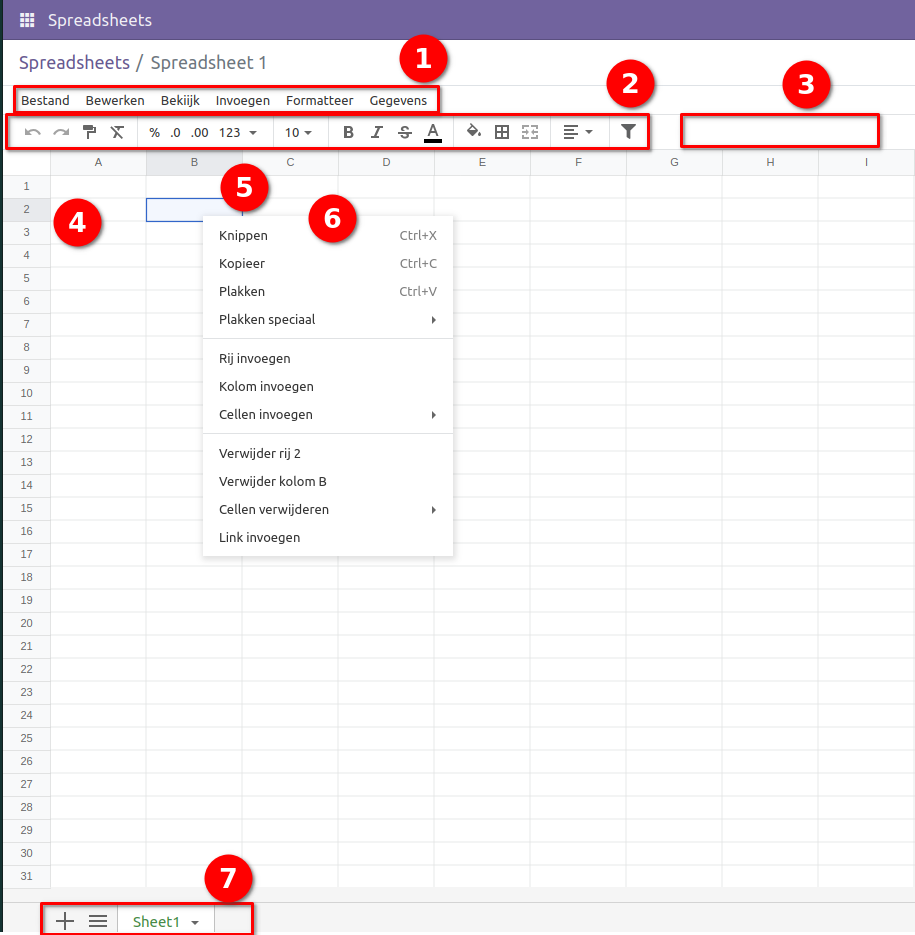 Spreadsheets
Spreadsheets / Spreadsheet 1
1
2
3
Bestand Bewerken Bekijk Invoegen Formatteer Gegevens
% .0 .00 123 10 B I S A
A B C D E F G H I
1
5
2
4
6
3
Knippen Ctrl+X
4
Kopieer Ctrl+C
5
Plakken Ctrl+V
6
Plakken speciaal
7
8
Rij invoegen
9
Kolom invoegen
10
Cellen invoegen
11
12
Verwijder rij 2
13
Verwijder kolom B
14
Cellen verwijderen
15
Link invoegen
16
17
18
19
20
21
22
23
24
25
26
27
28
29
30
31
7
Sheet1